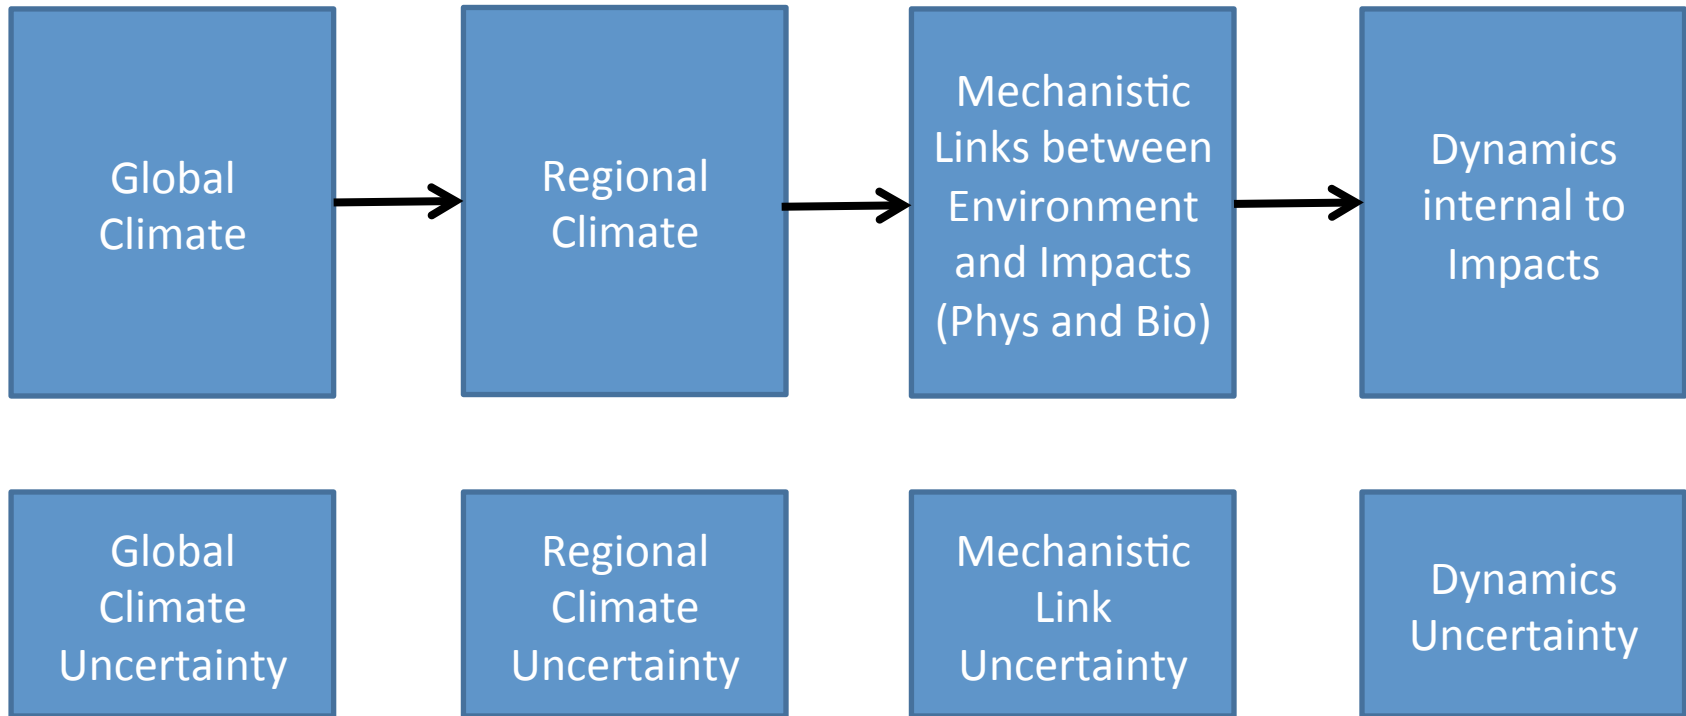 Global
Climate
Regional
Climate
Mechanistic
Links between
Environment
and Impacts
(Phys and Bio)
Dynamics
internal to
Impacts
Global
Climate
Uncertainty
Regional
Climate
Uncertainty
Mechanistic
Link
Uncertainty
Dynamics
Uncertainty